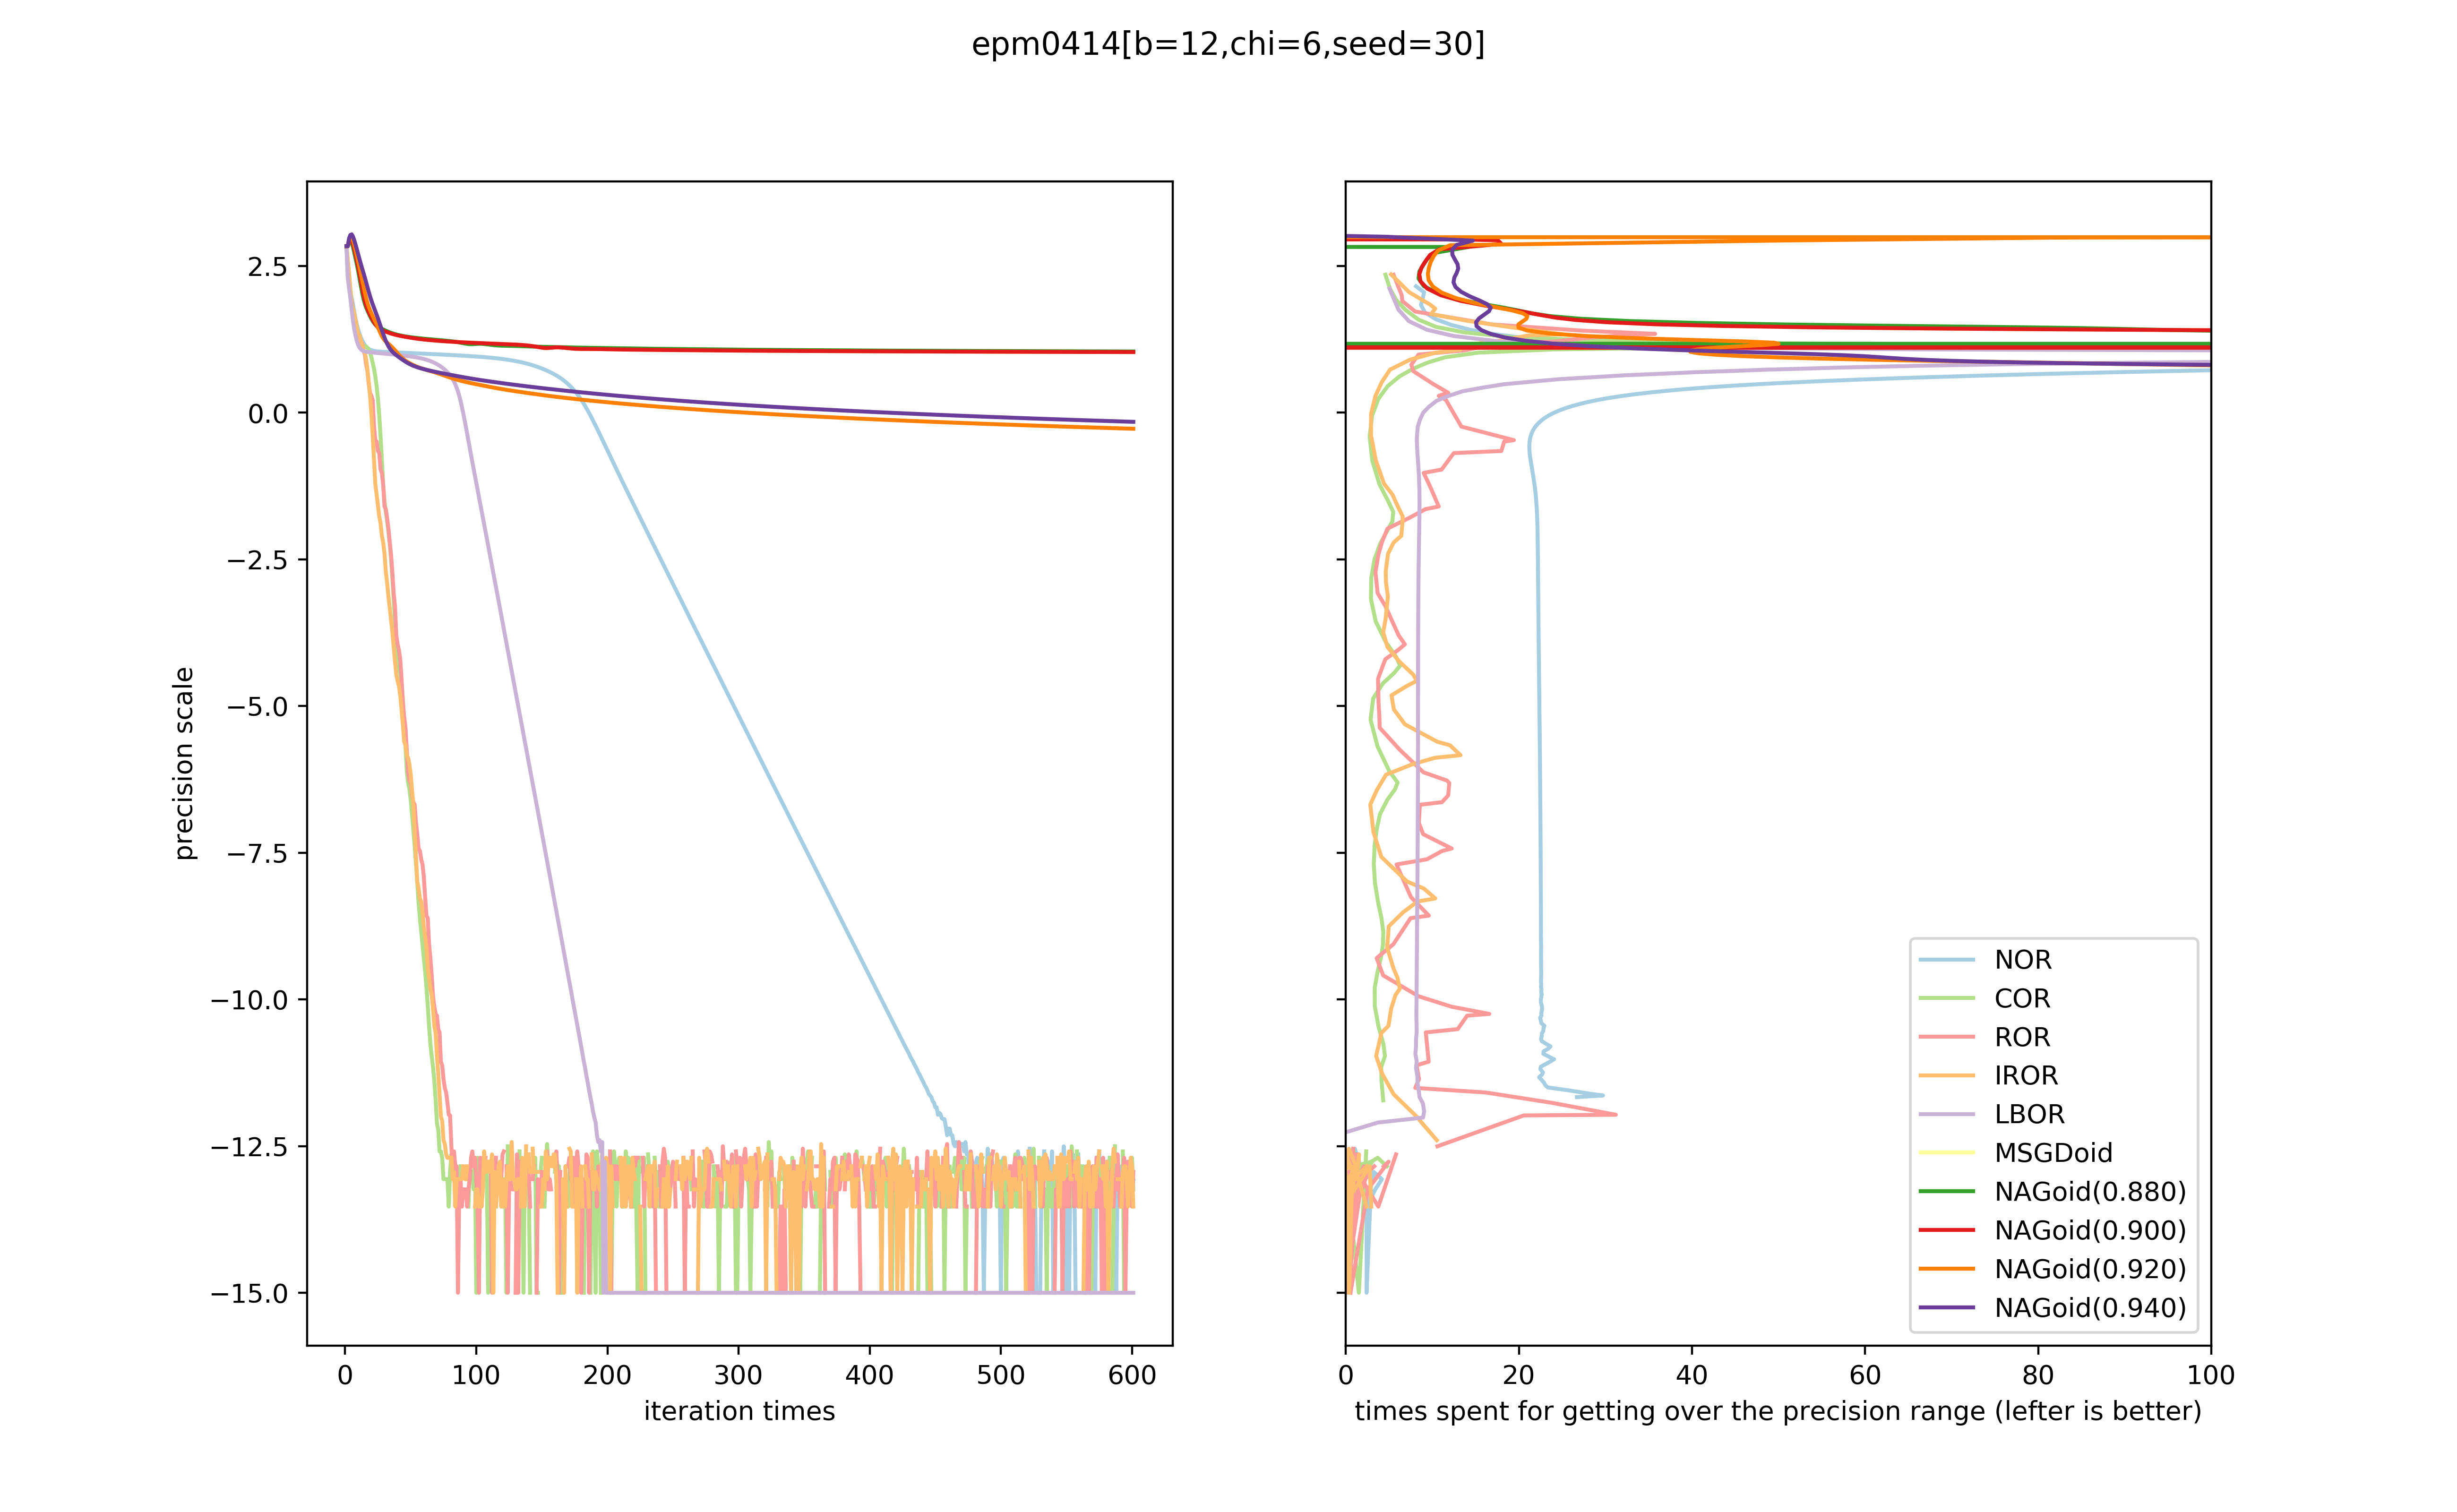 epm0414[b=12,chi=6,seed=30]
precision scale
2.5
0.0
−2.5
−5.0
−7.5
−10.0
−12.5
−15.0
0 100 200 300 400 500 600
iteration times
0 20 40 60 80 100
times spent for getting over the precision range (lefter is better)
NOR
COR
ROR
IROR
LBOR
MSGDoid
NAGoid(0.880)
NAGoid(0.900)
NAGoid(0.920)
NAGoid(0.940)